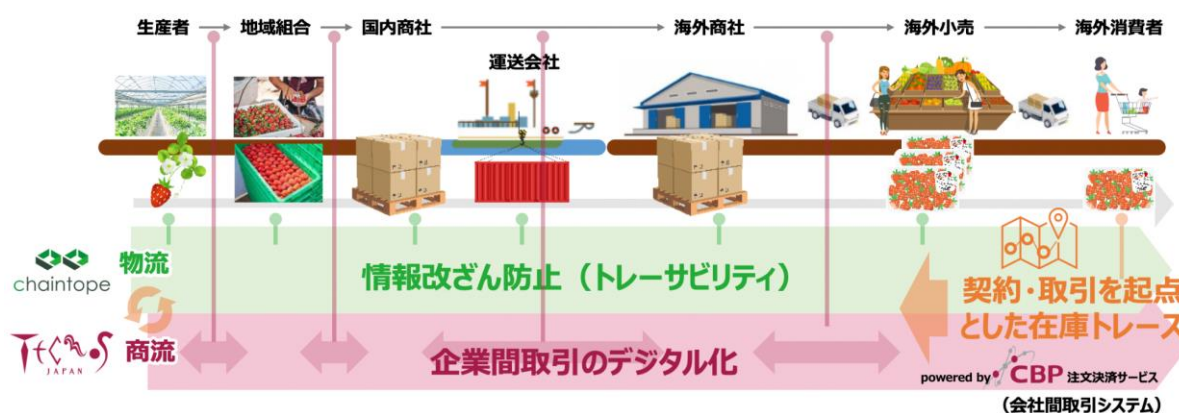 生産者
地域組合
国内商社
運送会社
海外商社
海外小売
海外消費者
chaintope
物流
情報改ざん防止（トレーサビリティ）
契約・取引を起点
とした在庫トレース
TECNOS
JAPAN
商流
企業間取引のデジタル化
powered by CBP 注文決済サービス
（会社間取引システム）